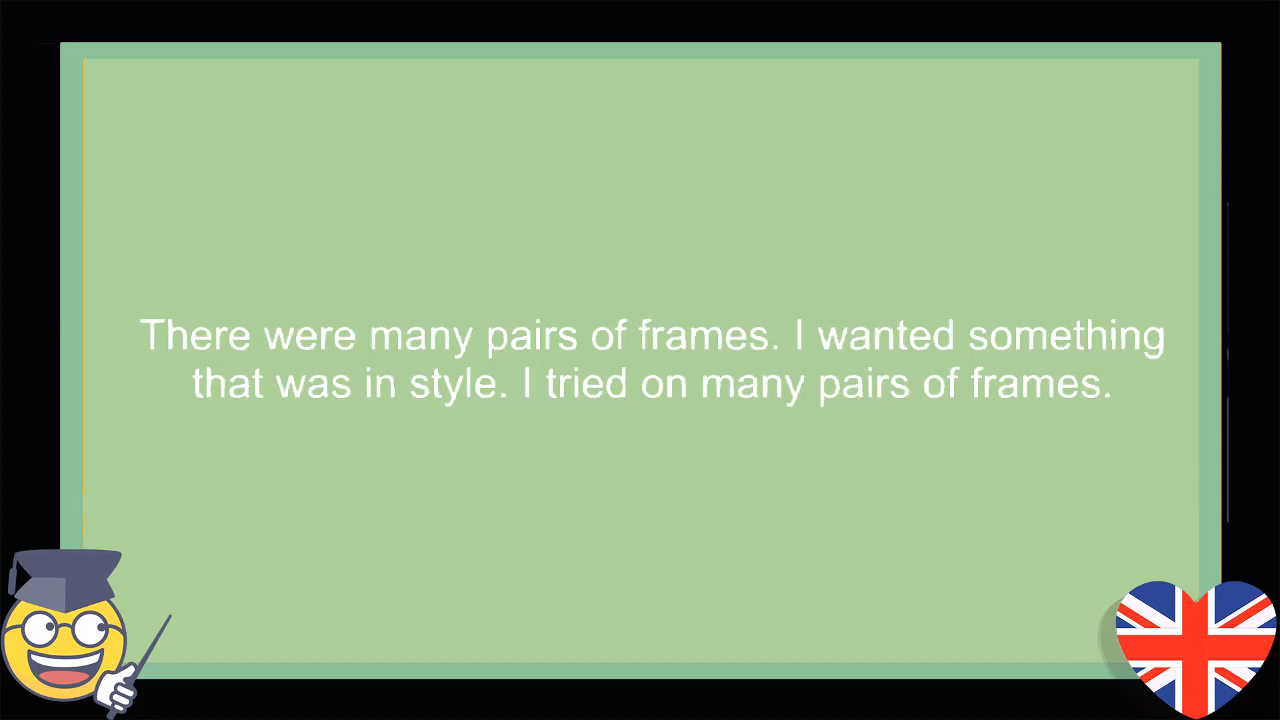 There were many pairs of frames. I wanted something
that was in style. I tried on many pairs of frames.